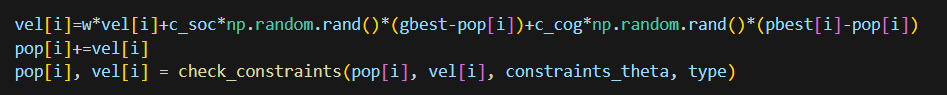 vel[i]=w*vel[i]+c_soc*np.random.rand()*(gbest-pop[i])+c_cog*np.random.rand()*(pbest[i]-pop[i])
pop[i]+=vel[i]
pop[i], vel[i] = check_constraints(pop[i], vel[i], constraints_theta, type)